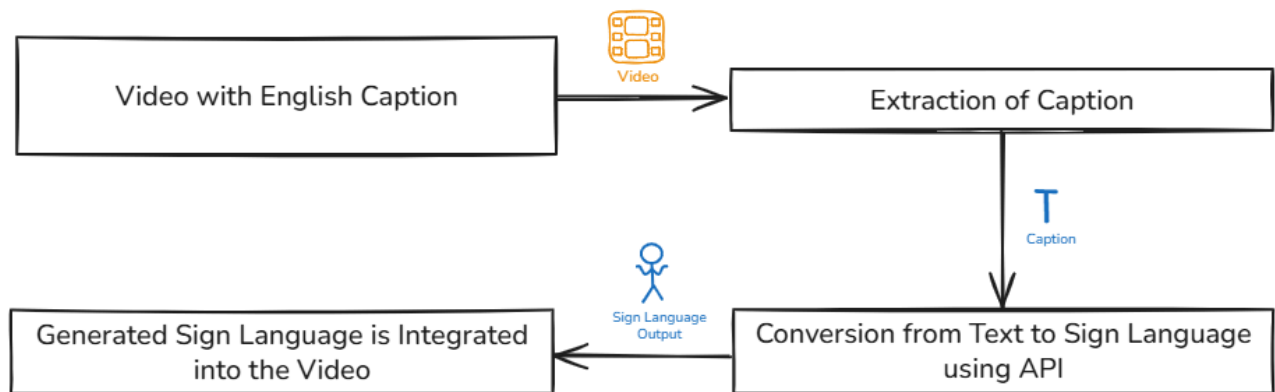 Video with English Caption
Video
Extraction of Caption
T
Caption
Conversion from Text to Sign Language
using API
Sign Language
Output
Generated Sign Language is Integrated
into the Video